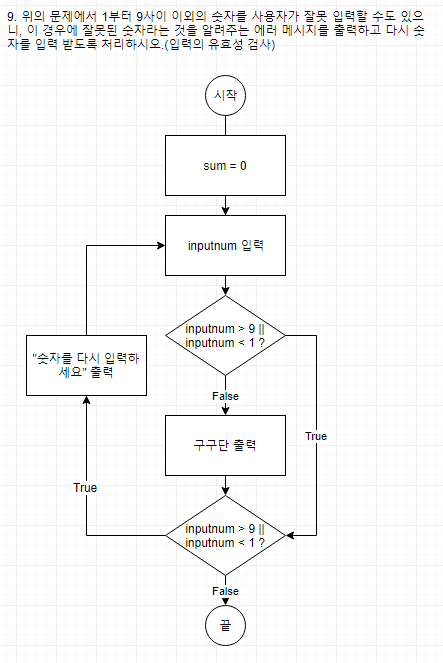 9. 위의 문제에서 1부터 9사이 이외의 숫자를 사용자가 잘못 입력할 수도 있으
니, 이 경우에 잘못된 숫자라는 것을 알려주는 에러 메시지를 출력하고 다시 숫
자를 입력 받도록 처리하시오.(입력의 유효성 검사)
시작
sum = 0
inputnum 입력
inputnum > 9 ||
inputnum < 1 ?
"숫자를 다시 입력하
세요" 출력
False
True
구구단 출력
True
inputnum > 9 ||
inputnum < 1 ?
False
끝